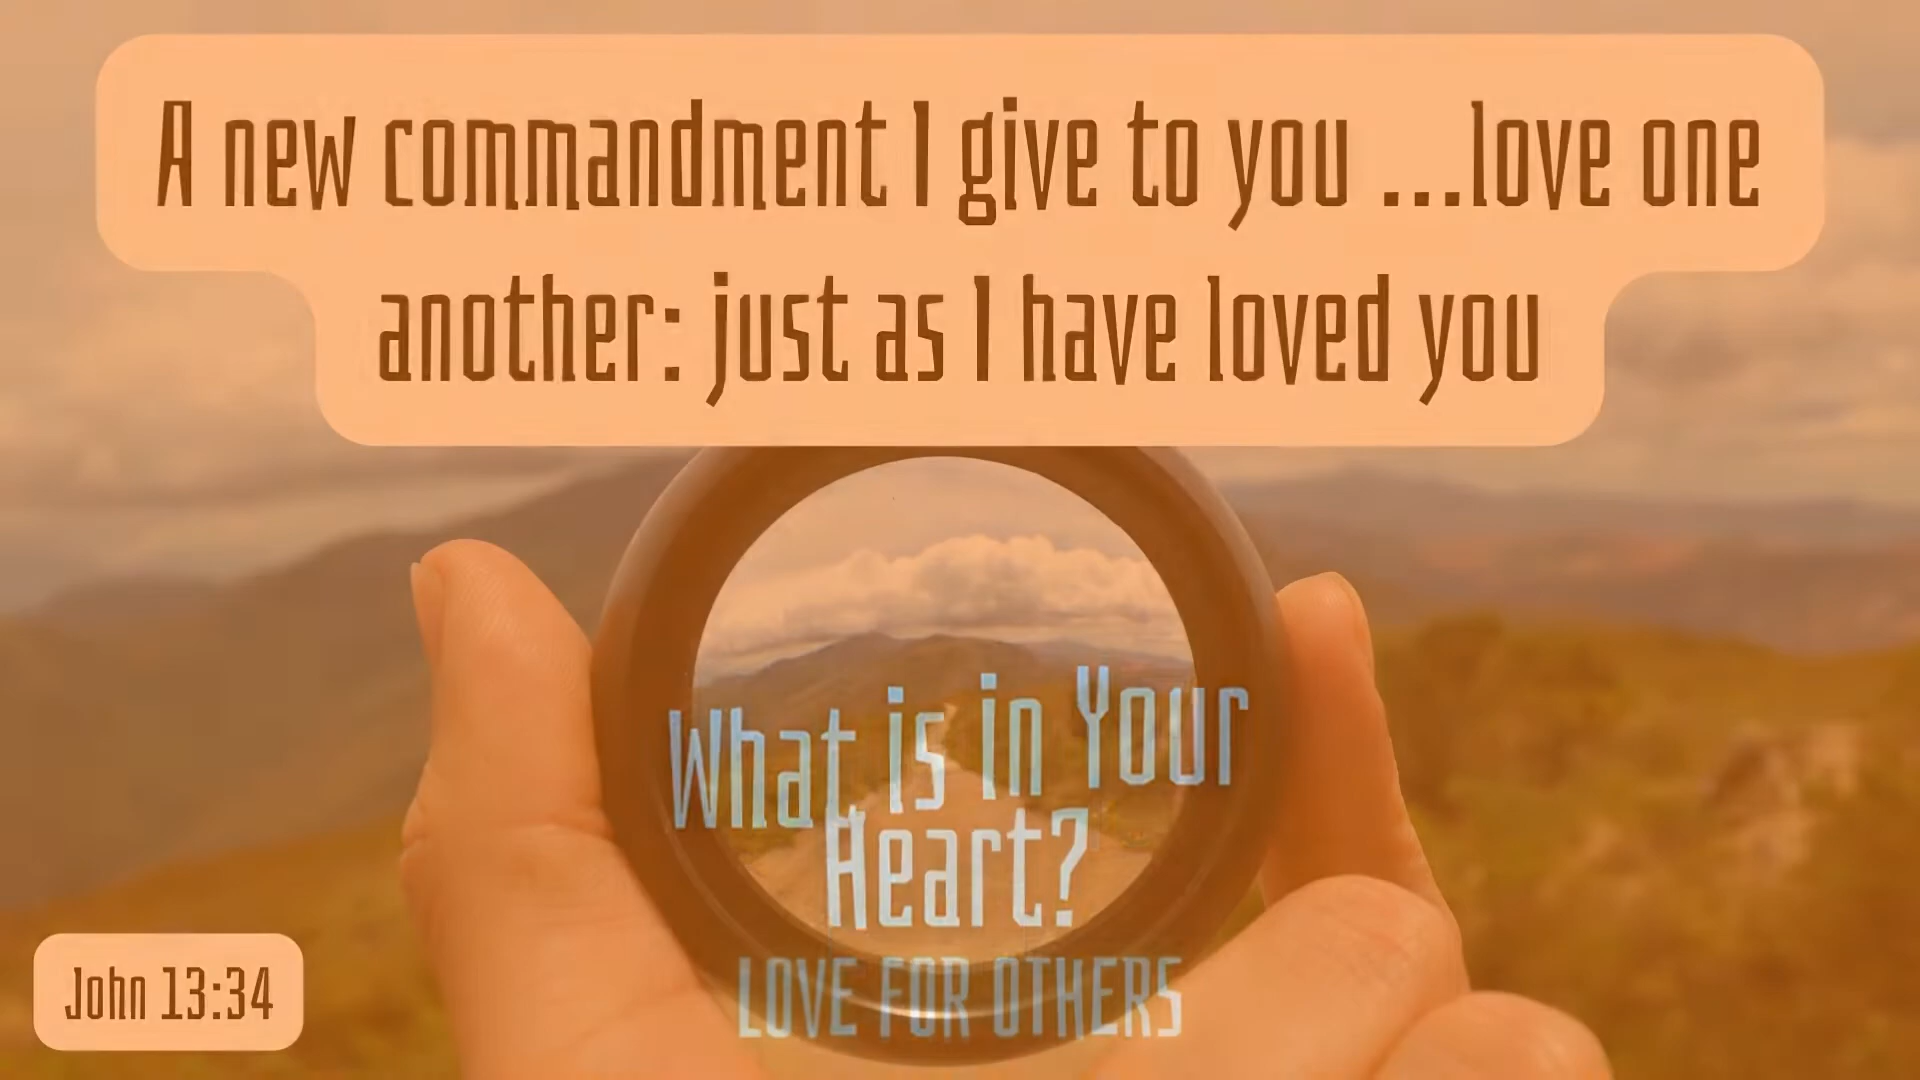 A new commandment I give to you ...love one
another: just as I have loved you
What is in Your
Heart?
LOVE FOR OTHERS
John 13:34